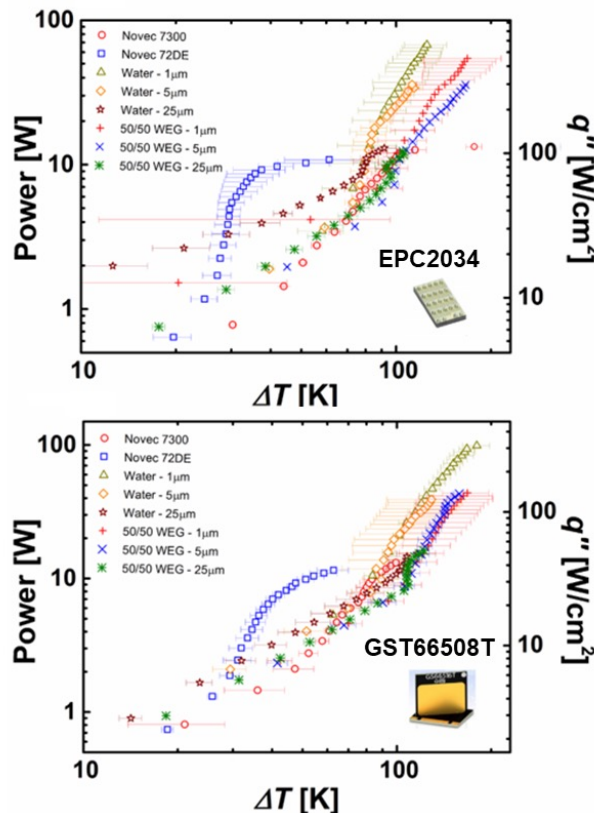 100
Novec 7300
Novec 72DE
Water - 1μm
Water - 5μm
Water - 25μm
50/50 WEG - 1μm
50/50 WEG - 5μm
50/50 WEG - 25μm
Power [W]
10
1
100
10
q″ [W/cm²]
EPC2034
10
100
ΔT [K]
100
Novec 7300
Novec 72DE
Water - 1μm
Water - 5μm
Water - 25μm
50/50 WEG - 1μm
50/50 WEG - 5μm
50/50 WEG - 25μm
Power [W]
10
1
100
10
q″ [W/cm²]
GST66508T
10
100
ΔT [K]